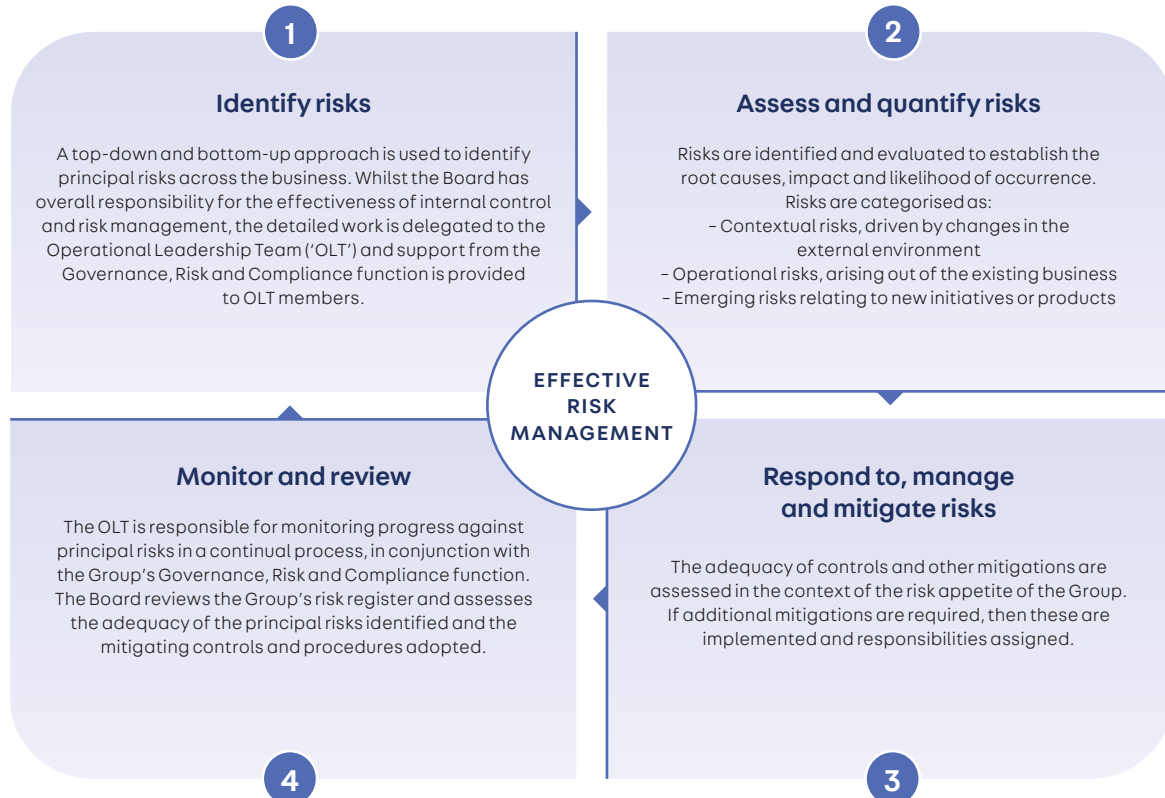 1
Identify risks
A top-down and bottom-up approach is used to identify
principal risks across the business. Whilst the Board has
overall responsibility for the effectiveness of internal control
and risk management, the detailed work is delegated to the
Operational Leadership Team (‘OLT’) and support from the
Governance, Risk and Compliance function is provided
to OLT members.
2
Assess and quantify risks
Risks are identified and evaluated to establish the
root causes, impact and likelihood of occurrence.
Risks are categorised as:
– Contextual risks, driven by changes in the
external environment
– Operational risks, arising out of the existing business
– Emerging risks relating to new initiatives or products
EFFECTIVE
RISK
MANAGEMENT
Respond to, manage
and mitigate risks
The adequacy of controls and other mitigations are
assessed in the context of the risk appetite of the Group.
If additional mitigations are required, then these are
implemented and responsibilities assigned.
3
Monitor and review
The OLT is responsible for monitoring progress against
principal risks in a continual process, in conjunction with
the Group’s Governance, Risk and Compliance function.
The Board reviews the Group’s risk register and assesses
the adequacy of the principal risks identified and the
mitigating controls and procedures adopted.
4